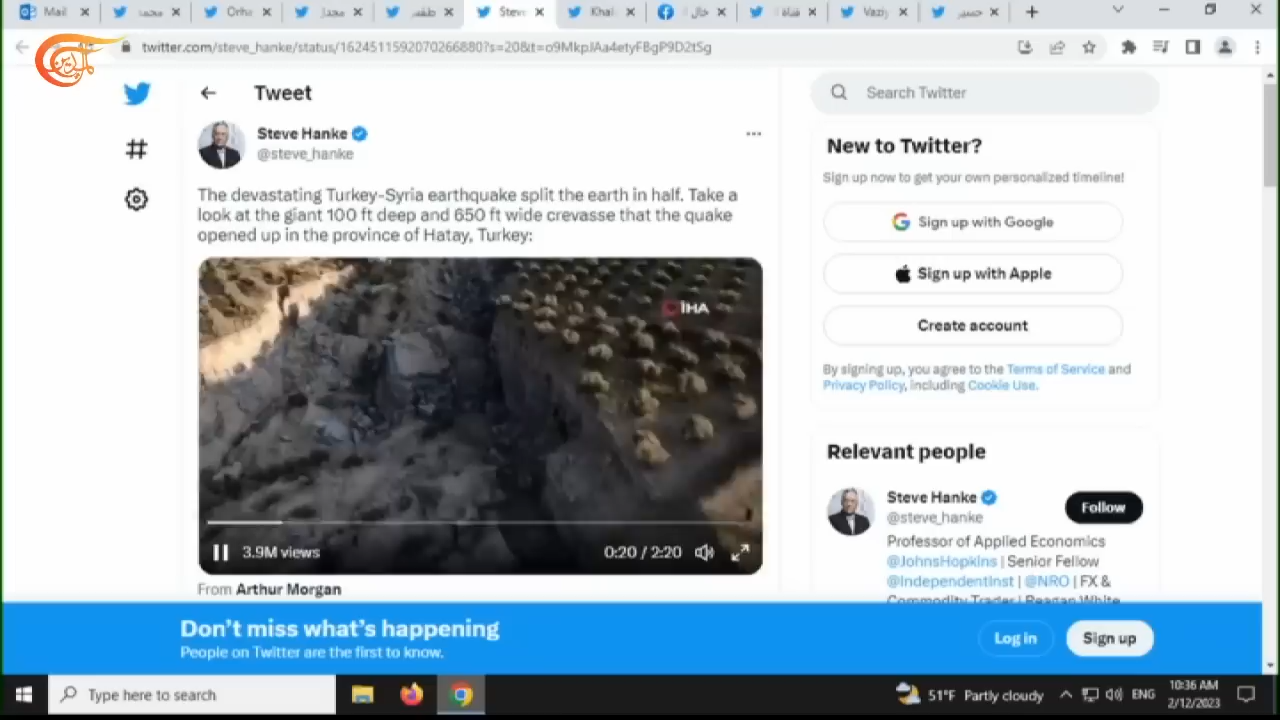 Mail
Orha
Steve
Khal
Vaziy
twitter.com/steve_hanke/status/1624511592070266880?s=20&t=o9MkpJAa4etyFBgP9D2tSg
Tweet
Search Twitter
Steve Hanke
@steve_hanke
The devastating Turkey-Syria earthquake split the earth in half. Take a
look at the giant 100 ft deep and 650 ft wide crevasse that the quake
opened up in the province of Hatay, Turkey:
İHA
3.9M views
0:20 / 2:20
From Arthur Morgan
New to Twitter?
Sign up now to get your own personalized timeline!
Sign up with Google
Sign up with Apple
Create account
By signing up, you agree to the Terms of Service and
Privacy Policy, including Cookie Use.
Relevant people
Steve Hanke
@steve_hanke
Follow
Professor of Applied Economics
@JohnsHopkins | Senior Fellow
@IndependentInst | @NRO | FX &
Commodity Trader | Reagan White
Don't miss what's happening
People on Twitter are the first to know.
Log in
Sign up
Type here to search
51°F Partly cloudy
ENG
10:36 AM
2/12/2023